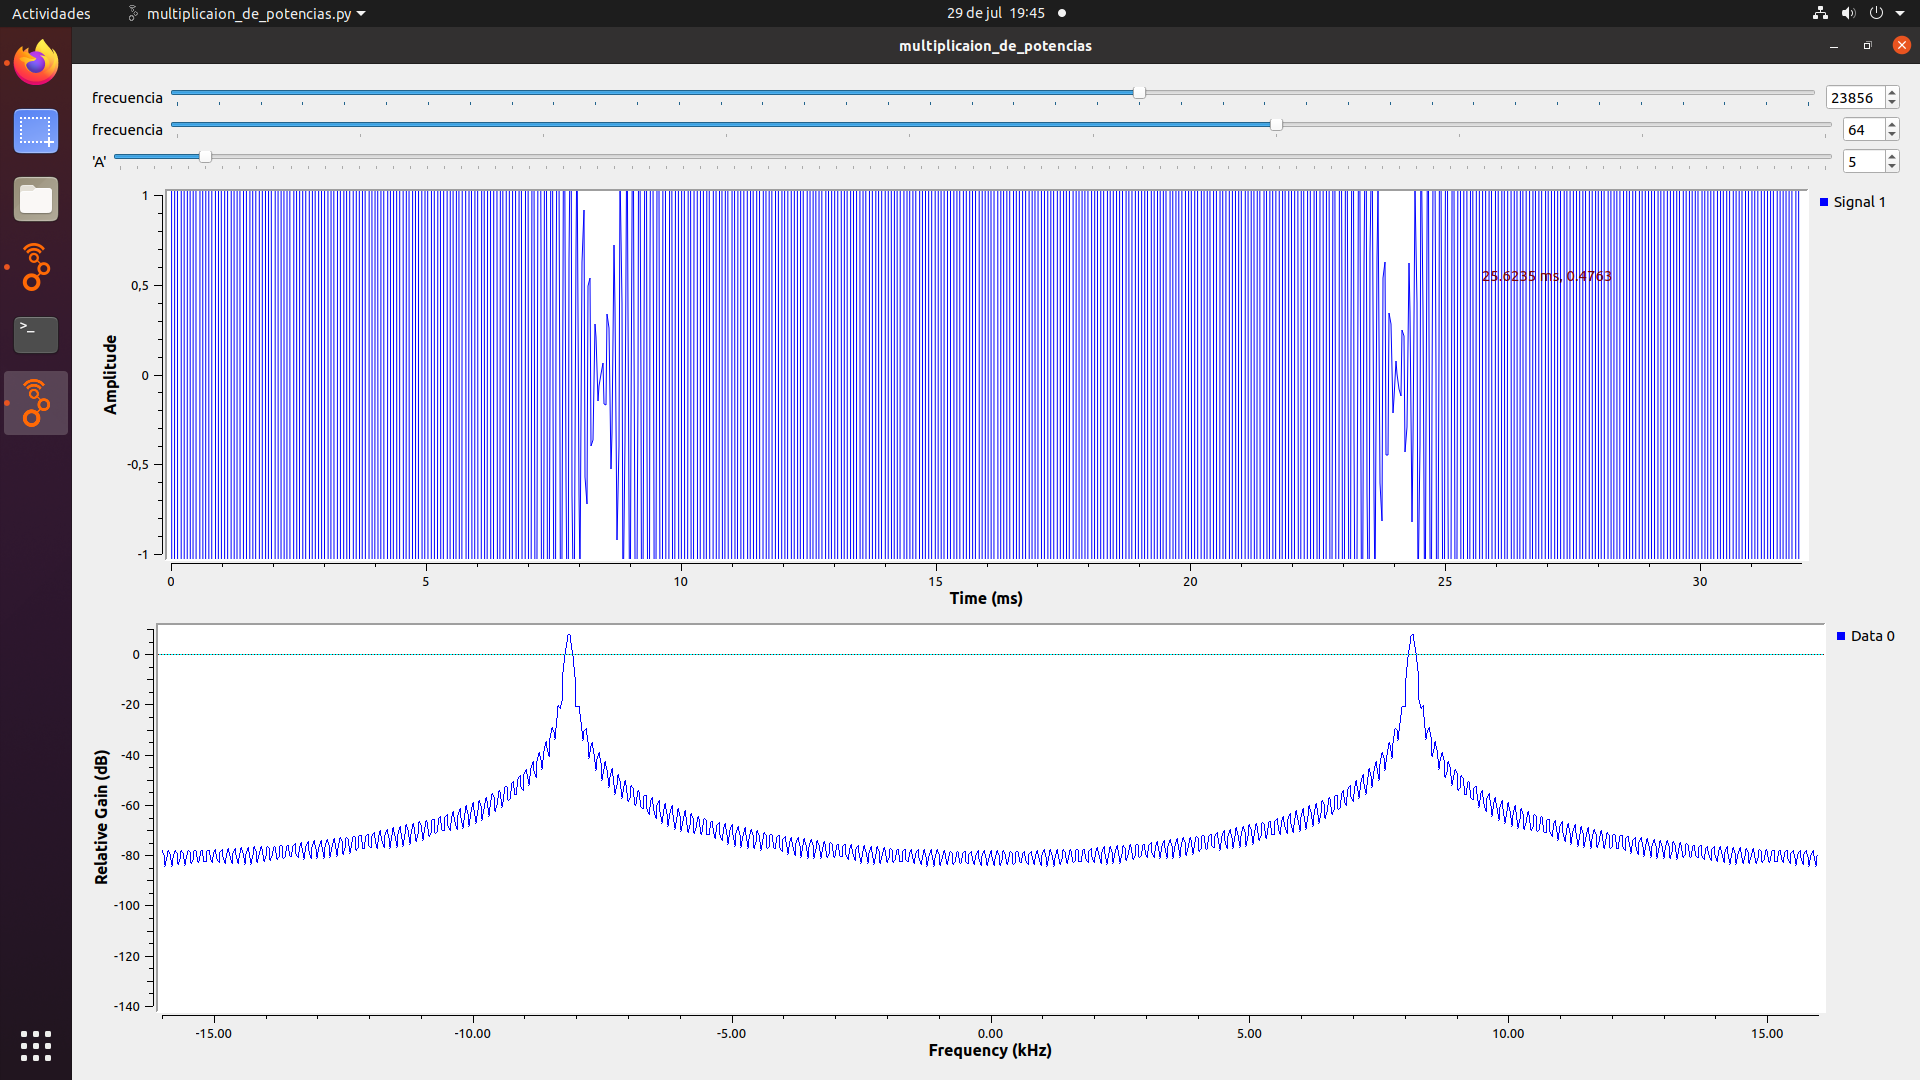 Actividades
multiplicaion_de_potencias.py
29 de jul 19:45
multiplicaion_de_potencias
frecuencia
23856
frecuencia
64
'A'
5
>_
1
0,5
0
-0,5
-1
Amplitude
Signal 1
25.6235 ms, 0.4763
0 5 10 15 20 25 30
Time (ms)
0
-20
-40
-60
-80
-100
-120
-140
Relative Gain (dB)
Data 0
-15.00 -10.00 -5.00 0.00 5.00 10.00 15.00
Frequency (kHz)